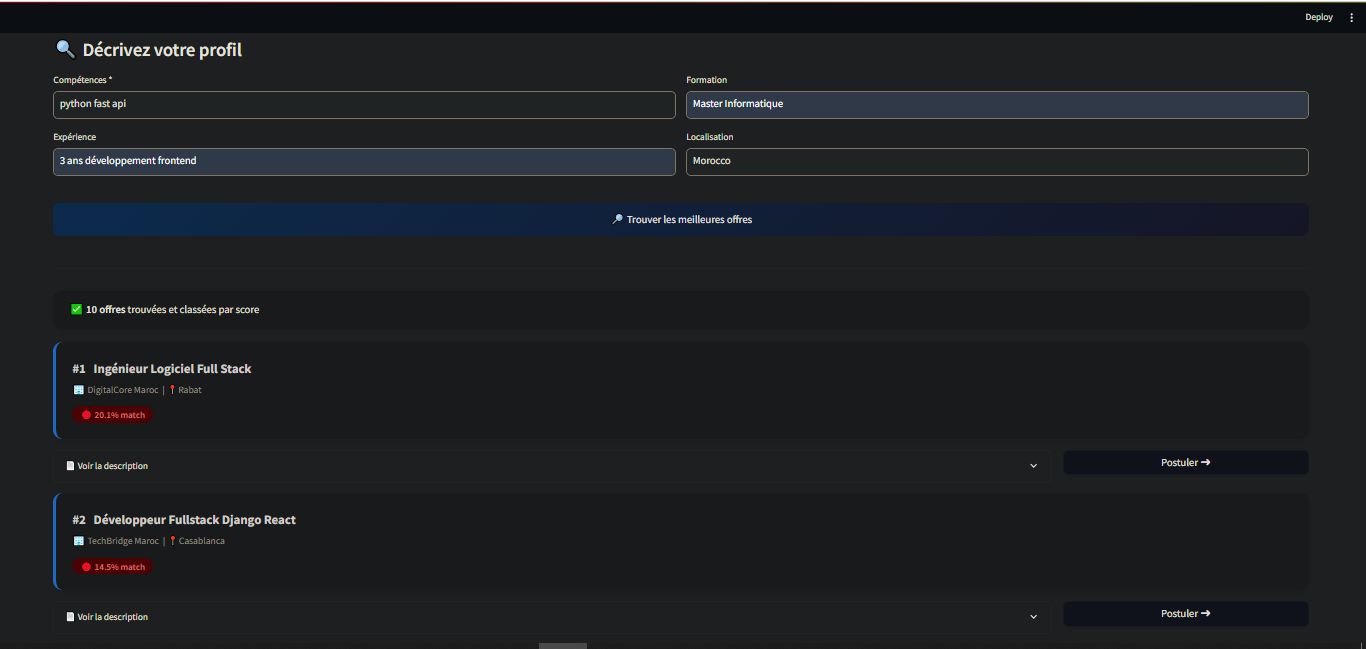 Deploy
🔍 Décrivez votre profil
Compétences *
Formation
python fast api
Master Informatique
Expérience
Localisation
3 ans développement frontend
Morocco
🔎 Trouver les meilleures offres
✅ 10 offres trouvées et classées par score
#1 Ingénieur Logiciel Full Stack
🏢 DigitalCore Maroc | 📍 Rabat
🔴 20.1% match
📄 Voir la description
Postuler ➜
#2 Développeur Fullstack Django React
🏢 TechBridge Maroc | 📍 Casablanca
🔴 14.5% match
📄 Voir la description
Postuler ➜